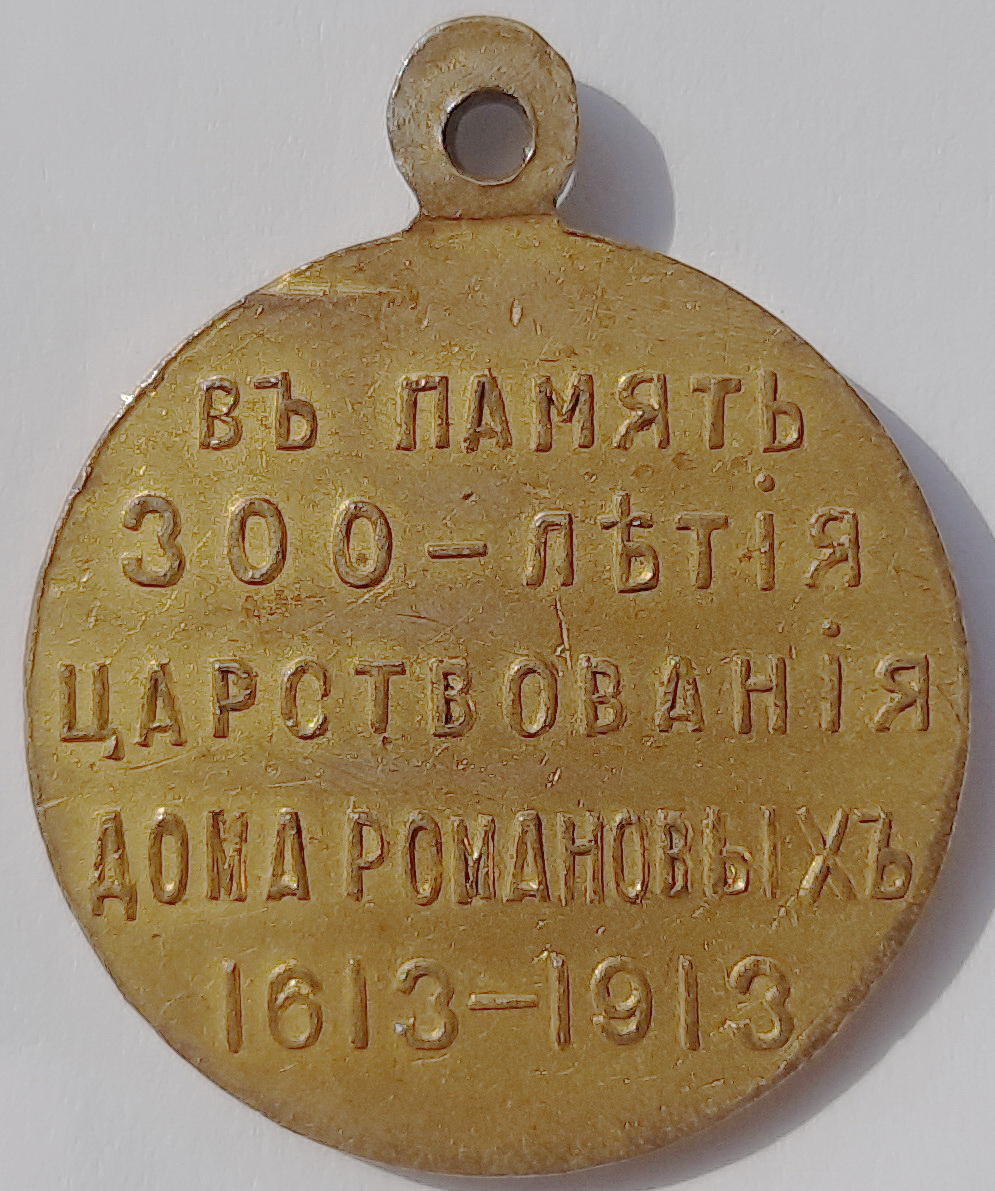 ВЪ ПАМЯТЬ
300-ЛѢТІЯ
ЦАРСТВОВАНІЯ
ДОМА РОМАНОВЫХЪ
1613-1913